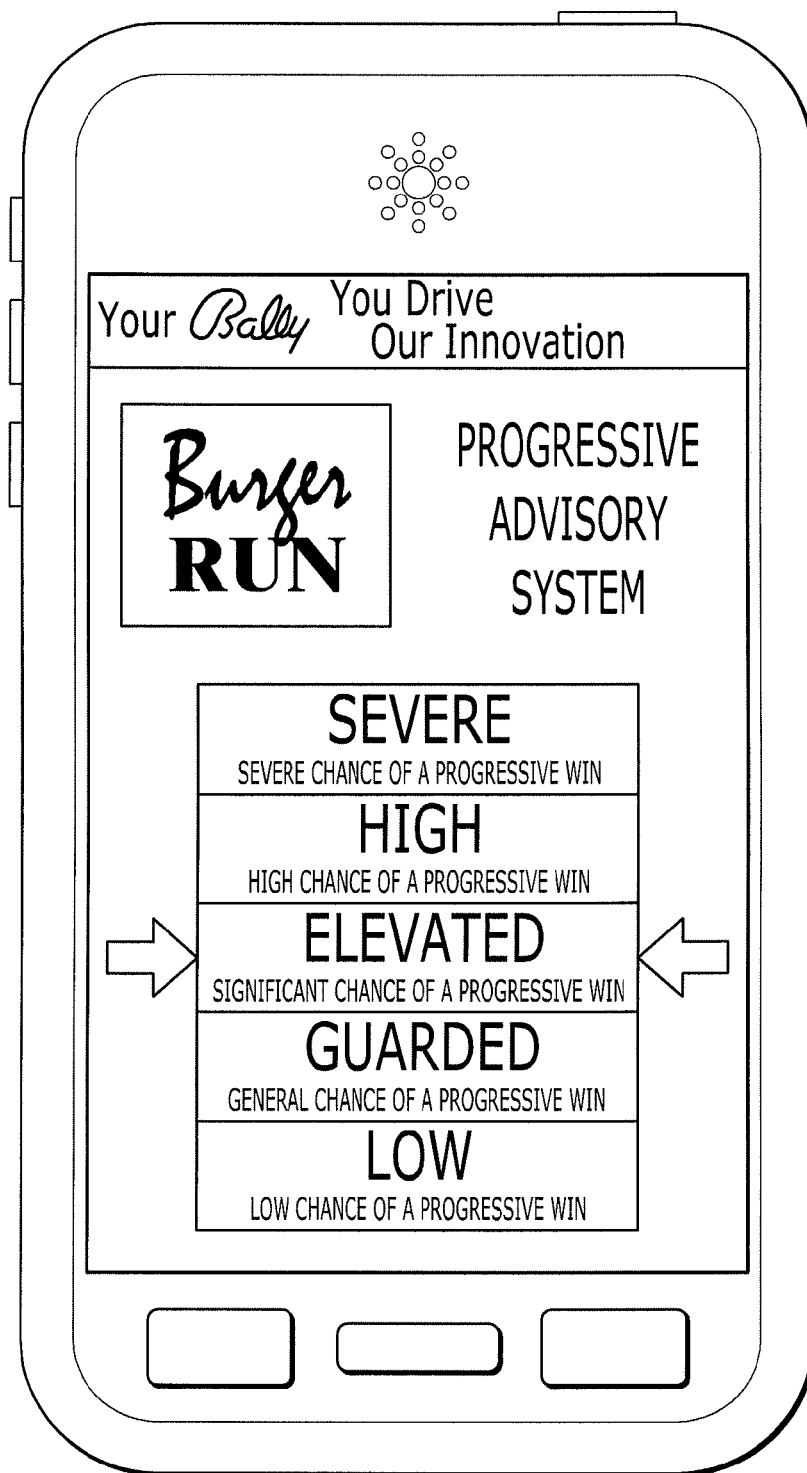 Your Bally You Drive
Our Innovation
Burger
RUN
PROGRESSIVE
ADVISORY
SYSTEM
SEVERE
SEVERE CHANCE OF A PROGRESSIVE WIN
HIGH
HIGH CHANCE OF A PROGRESSIVE WIN
ELEVATED
SIGNIFICANT CHANCE OF A PROGRESSIVE WIN
GUARDED
GENERAL CHANCE OF A PROGRESSIVE WIN
LOW
LOW CHANCE OF A PROGRESSIVE WIN